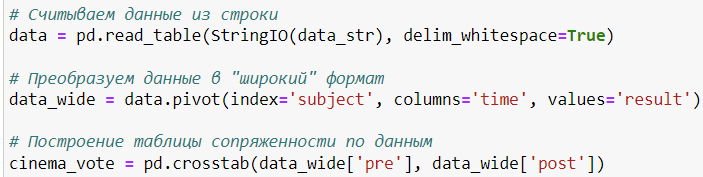 # Считываем данные из строки
data = pd.read_table(StringIO(data_str), delim_whitespace=True)
# Преобразуем данные в "широкий" формат
data_wide = data.pivot(index='subject', columns='time', values='result')
# Построение таблицы сопряженности по данным
cinema_vote = pd.crosstab(data_wide['pre'], data_wide['post'])